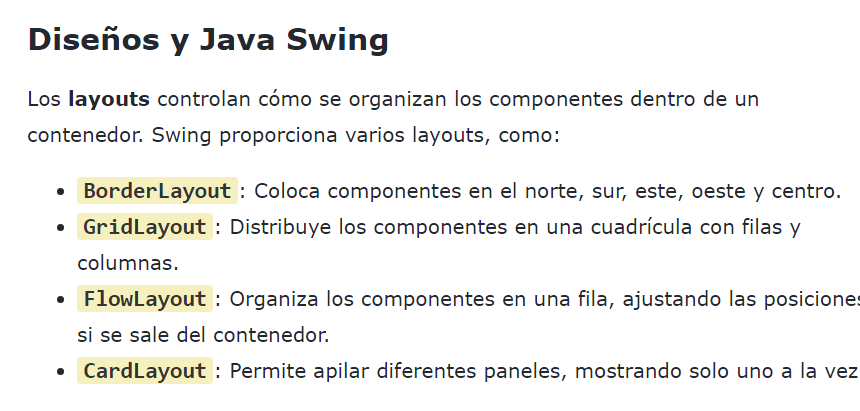 Diseños y Java Swing
Los layouts controlan cómo se organizan los componentes dentro de un
contenedor. Swing proporciona varios layouts, como:
• BorderLayout: Coloca componentes en el norte, sur, este, oeste y centro.
• GridLayout: Distribuye los componentes en una cuadrícula con filas y
columnas.
• FlowLayout: Organiza los componentes en una fila, ajustando las posiciones
si se sale del contenedor.
• CardLayout: Permite apilar diferentes paneles, mostrando solo uno a la vez